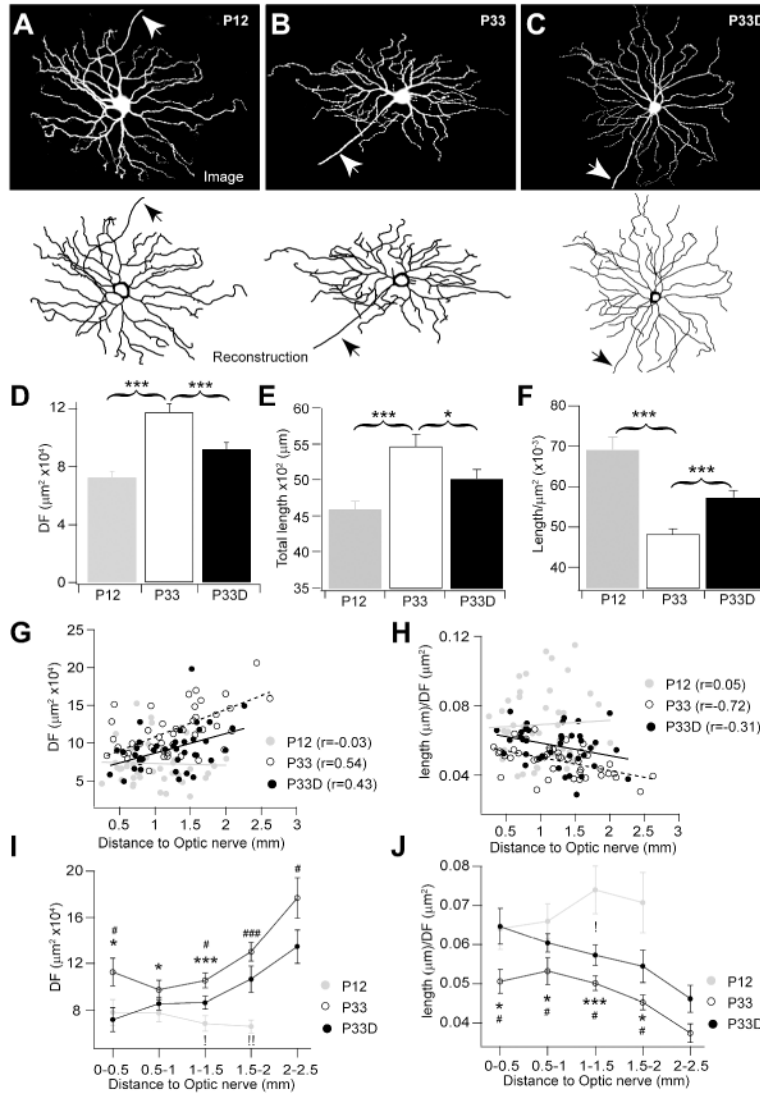 A P12
B P33
C P33D
Image
Reconstruction
D
*** ***
DF (μm² x10⁴)
12
8
4
0
P12 P33 P33D
E
*** *
Total length x10² (μm)
60
55
50
45
40
35
P12 P33 P33D
F
***
***
Length/μm² (x10⁻³)
80
70
60
50
40
P12 P33 P33D
G
DF (μm² x10⁴)
25
20
15
10
5
P12 (r=-0.03)
P33 (r=0.54)
P33D (r=0.43)
0.5 1 1.5 2 2.5 3
Distance to Optic nerve (mm)
H
length (μm)/DF (μm²)
0.12
0.08
0.04
P12 (r=0.05)
P33 (r=-0.72)
P33D (r=-0.31)
0.5 1 1.5 2 2.5 3
Distance to Optic nerve (mm)
I
DF (μm² x10⁴)
20
16
12
8
# # ### #
* * ***
! !!
P12
P33
P33D
0-0.5 0.5-1 1-1.5 1.5-2 2-2.5
Distance to Optic nerve (mm)
J
length (μm)/DF (μm²)
0.08
0.07
0.06
0.05
0.04
!
* * *** *
# # # #
P12
P33
P33D
0-0.5 0.5-1 1-1.5 1.5-2 2-2.5
Distance to Optic nerve (mm)